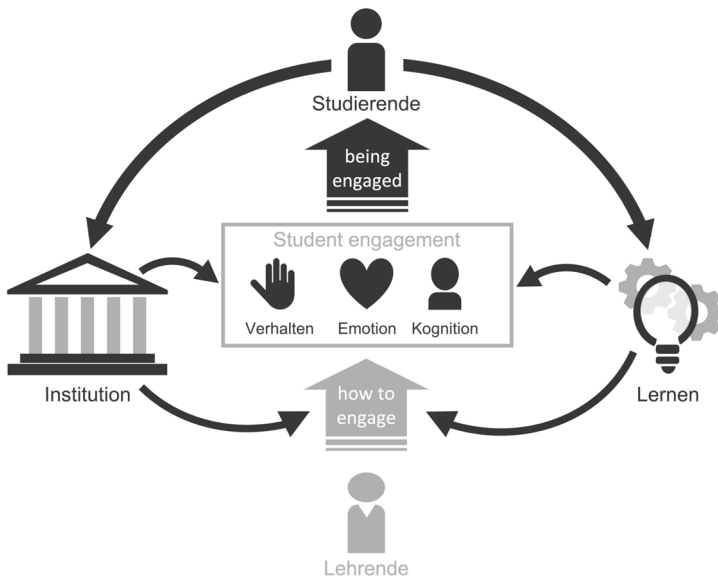 Studierende
being
engaged
Student engagement
Verhalten
Emotion
Kognition
Institution
Lernen
how to
engage
Lehrende